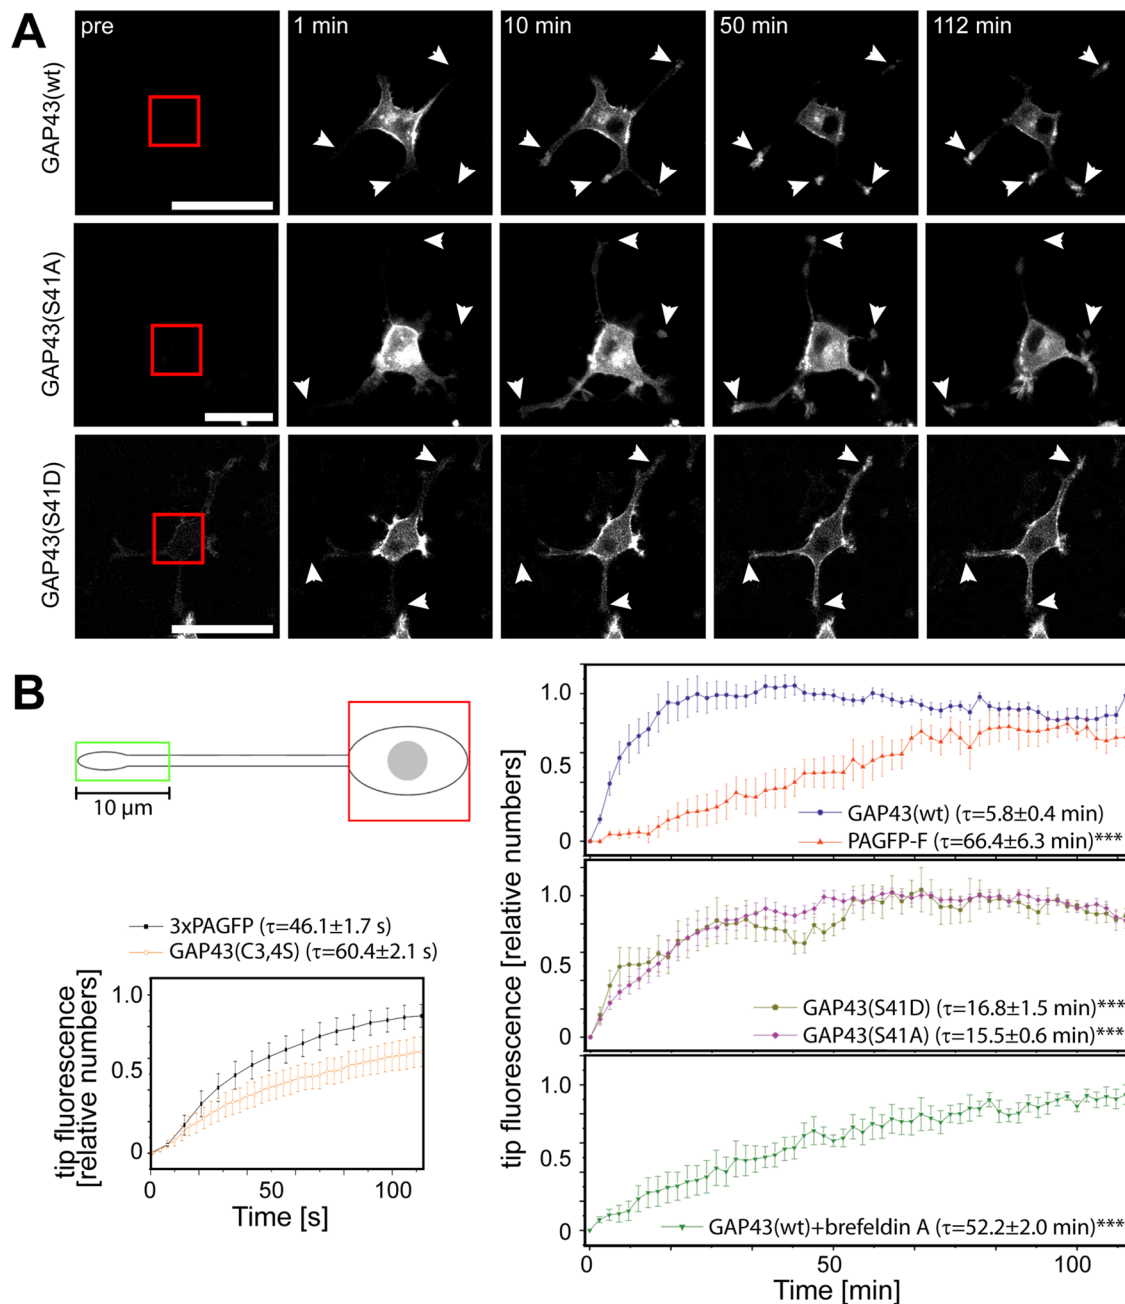 A
pre
1 min
10 min
50 min
112 min
GAP43(wt)
GAP43(S41A)
GAP43(S41D)
B
10 μm
3xPAGFP (τ=46.1±1.7 s)
GAP43(C3,4S) (τ=60.4±2.1 s)
tip fluorescence
[relative numbers]
1.0
0.5
0
0
50
100
Time [s]
tip fluorescence [relative numbers]
1.0
0.5
0
GAP43(wt) (τ=5.8±0.4 min)
PAGFP-F (τ=66.4±6.3 min)***
1.0
0.5
0
GAP43(S41D) (τ=16.8±1.5 min)***
GAP43(S41A) (τ=15.5±0.6 min)***
1.0
0.5
0
GAP43(wt)+brefeldin A (τ=52.2±2.0 min)***
0
50
100
Time [min]